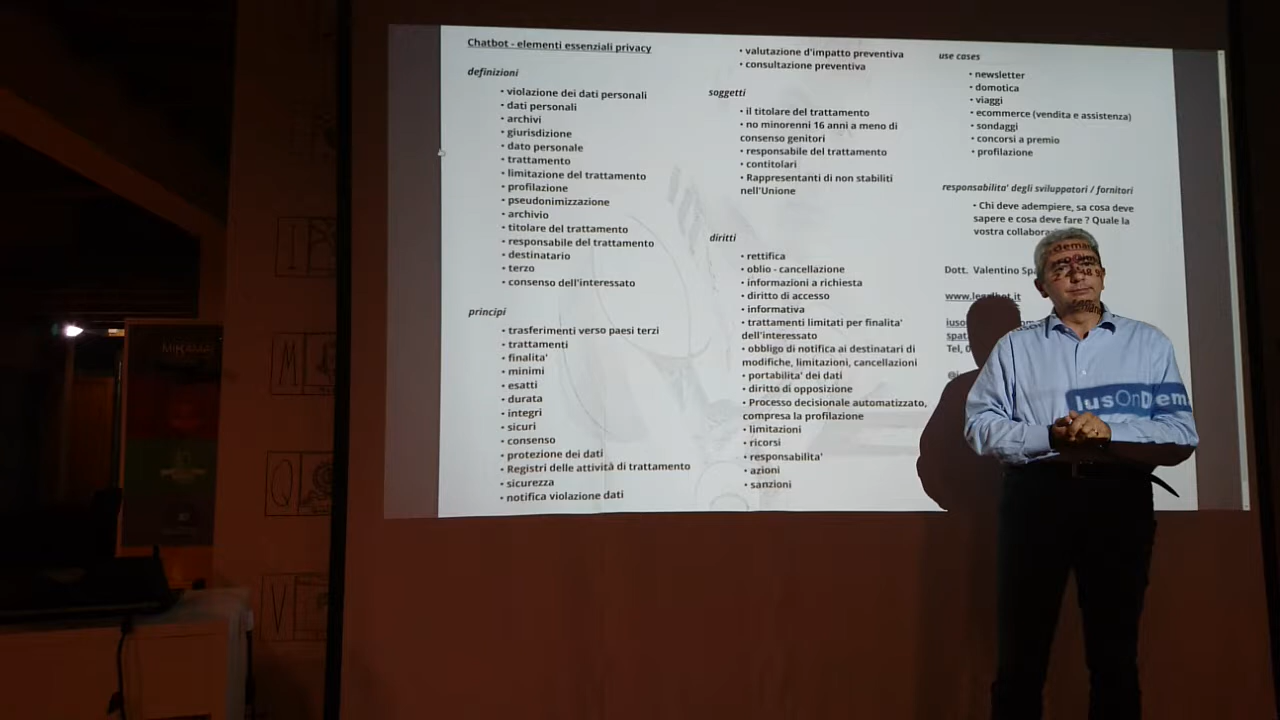 Chatbot - elementi essenziali privacy
definizioni
• violazione dei dati personali
• dati personali
• archivi
• giurisdizione
• dato personale
• trattamento
• limitazione del trattamento
• profilazione
• pseudonimizzazione
• archivio
• titolare del trattamento
• responsabile del trattamento
• destinatario
• terzo
• consenso dell'interessato
principi
• trasferimenti verso paesi terzi
• trattamenti
• finalita'
• minimi
• esatti
• durata
• integri
• sicuri
• consenso
• protezione dei dati
• Registri delle attività di trattamento
• sicurezza
• notifica violazione dati
• valutazione d'impatto preventiva
• consultazione preventiva
soggetti
• il titolare del trattamento
• no minorenni 16 anni a meno di
consenso genitori
• responsabile del trattamento
• contitolari
• Rappresentanti di non stabiliti
nell'Unione
diritti
• rettifica
• oblio - cancellazione
• informazioni a richiesta
• diritto di accesso
• informativa
• trattamenti limitati per finalita'
dell'interessato
• obbligo di notifica ai destinatari di
modifiche, limitazioni, cancellazioni
• portabilita' dei dati
• diritto di opposizione
• Processo decisionale automatizzato,
compresa la profilazione
• limitazioni
• ricorsi
• responsabilita'
• azioni
• sanzioni
use cases
• newsletter
• domotica
• viaggi
• ecommerce (vendita e assistenza)
• sondaggi
• concorsi a premio
• profilazione
responsabilita' degli sviluppatori / fornitori
• Chi deve adempiere, sa cosa deve
sapere e cosa deve fare ? Quale la
vostra
Dott. Valentino
Tel,
IusOnDem
M
Q
V